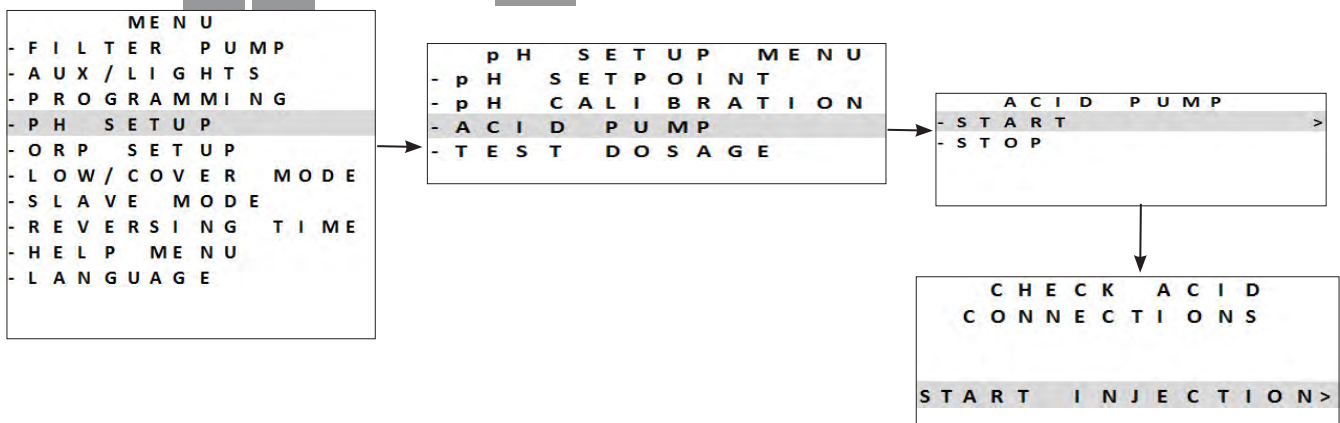 MENU
- FILTER PUMP
- AUX/LIGHTS
- PROGRAMMING
- PH SETUP
- ORP SETUP
- LOW/COVER MODE
- SLAVE MODE
- REVERSING TIME
- HELP MENU
- LANGUAGE
pH SETUP MENU
- pH SETPOINT
- pH CALIBRATION
- ACID PUMP
- TEST DOSAGE
ACID PUMP
- START >
- STOP
CHECK ACID
CONNECTIONS
START INJECTION>